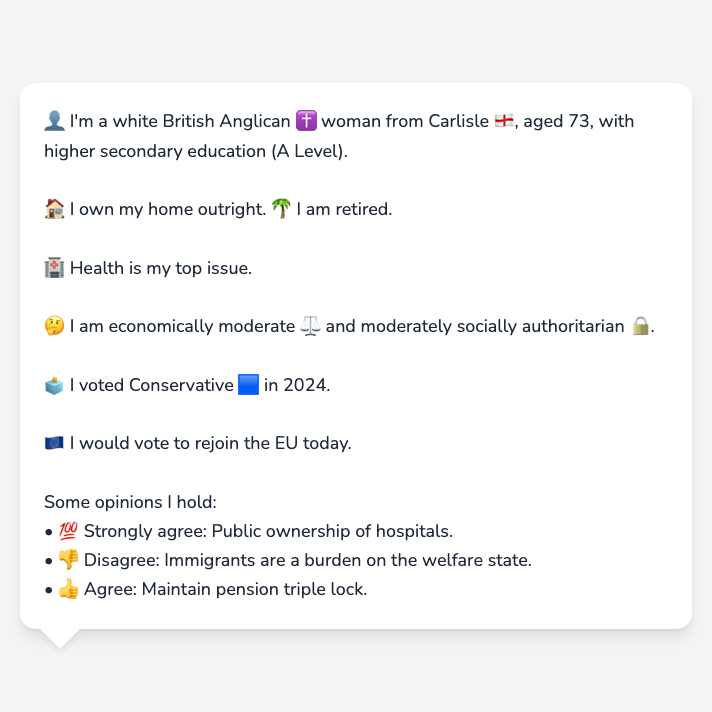 👤 I'm a white British Anglican ✝️ woman from Carlisle 🏴󠁧󠁢󠁥󠁮󠁧󠁿, aged 73, with
higher secondary education (A Level).
🏠 I own my home outright. 🌴 I am retired.
🏥 Health is my top issue.
🤔 I am economically moderate ⚖️ and moderately socially authoritarian 🔒.
🗳️ I voted Conservative 🟦 in 2024.
🇪🇺 I would vote to rejoin the EU today.
Some opinions I hold:
• 💯 Strongly agree: Public ownership of hospitals.
• 👎 Disagree: Immigrants are a burden on the welfare state.
• 👍 Agree: Maintain pension triple lock.